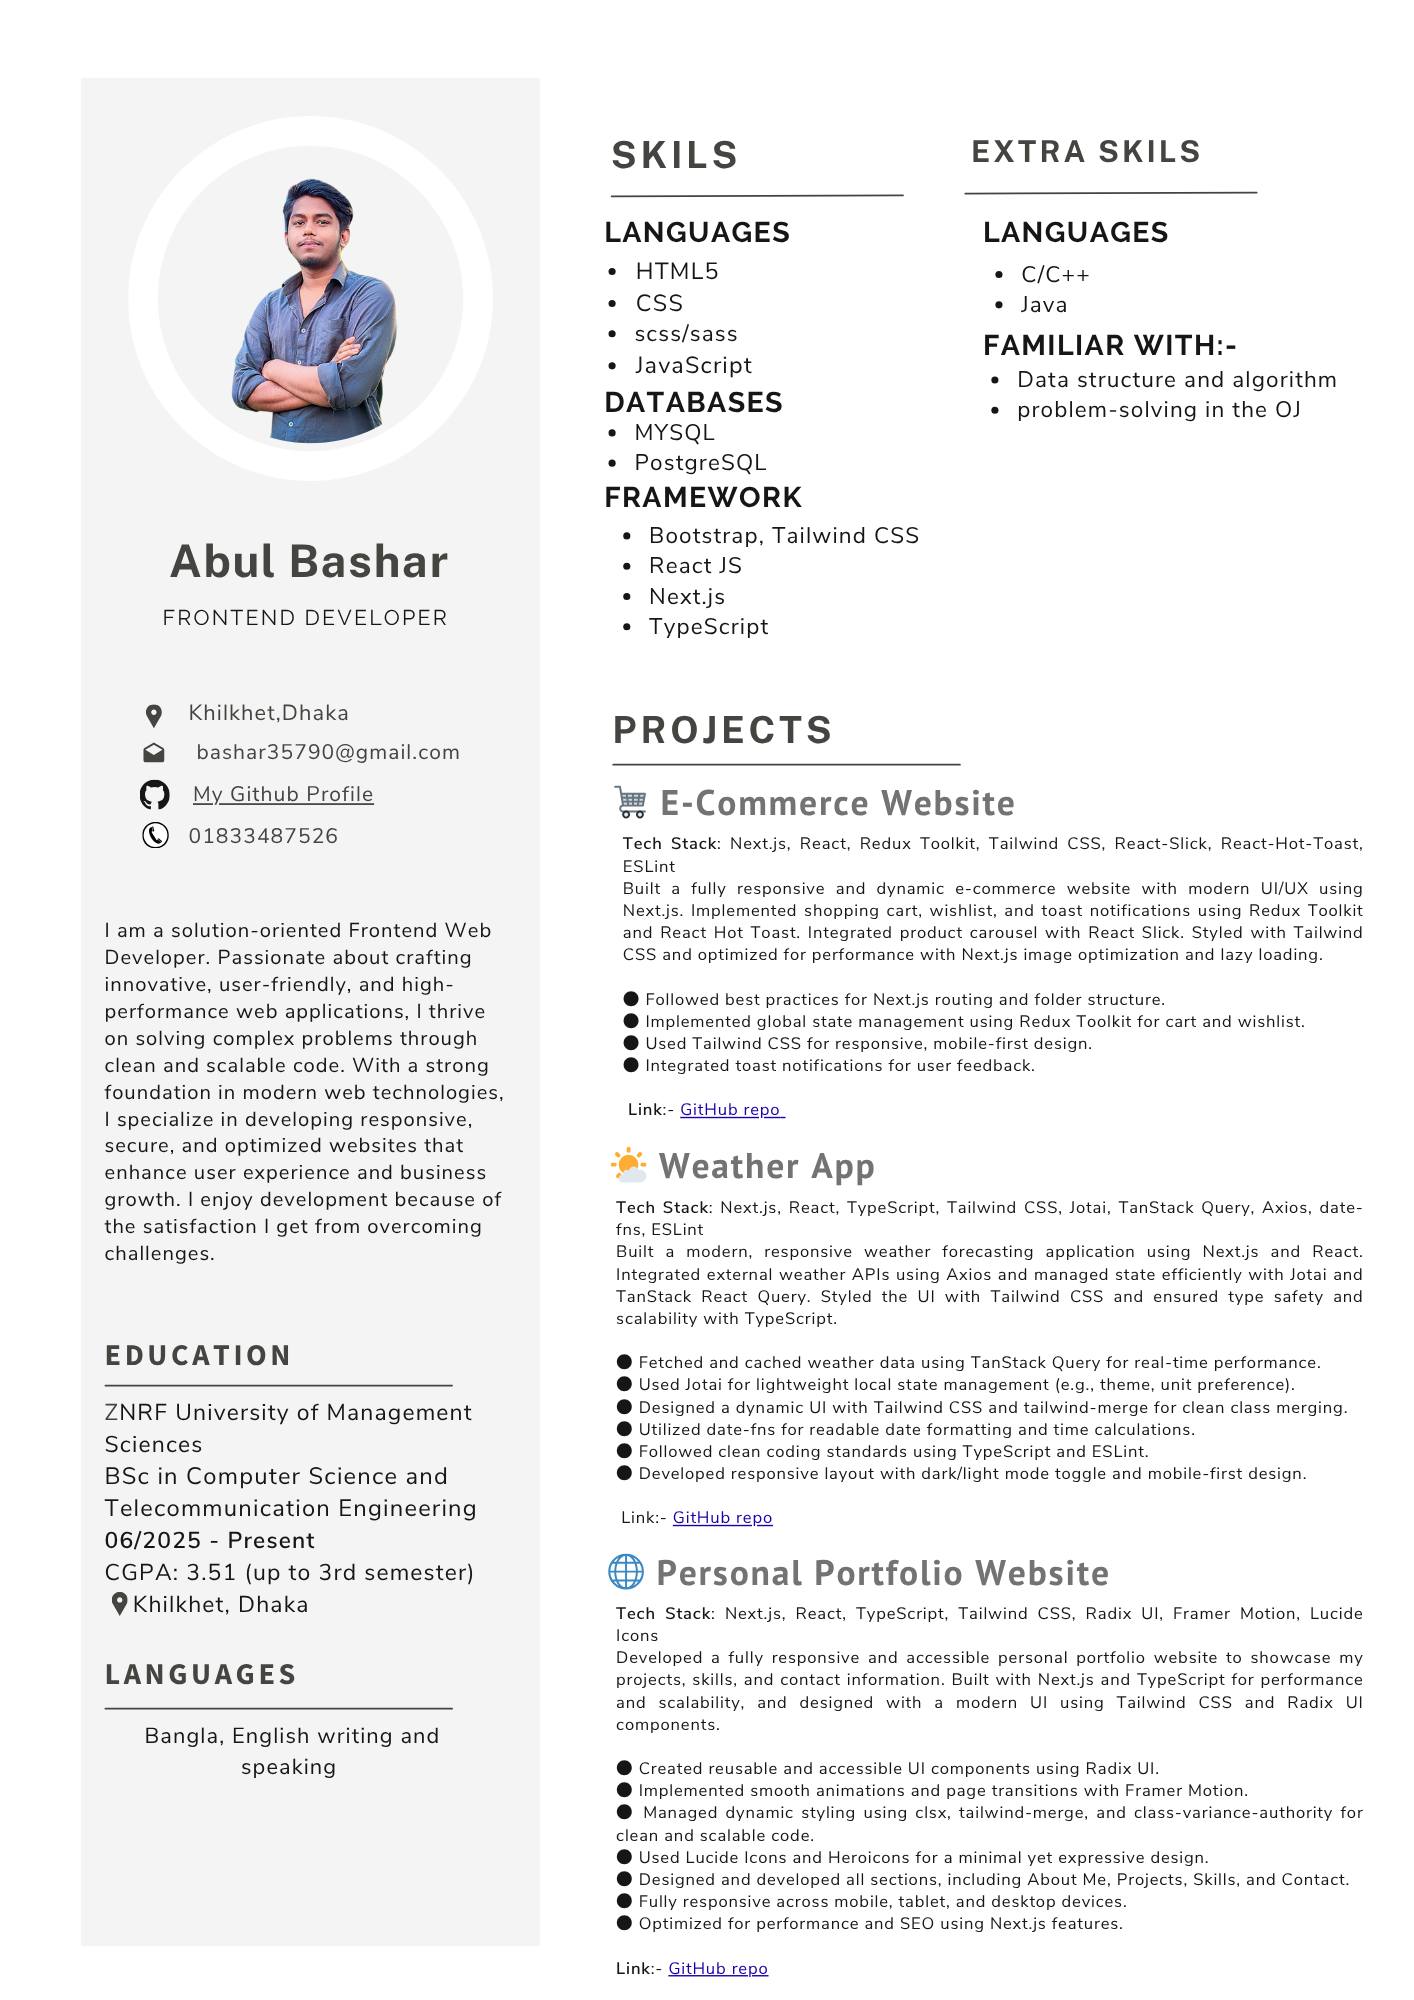 Abul Bashar
FRONTEND DEVELOPER
Khilkhet,Dhaka
bashar35790@gmail.com
My Github Profile
01833487526
I am a solution-oriented Frontend Web
Developer. Passionate about crafting
innovative, user-friendly, and high-
performance web applications, I thrive
on solving complex problems through
clean and scalable code. With a strong
foundation in modern web technologies,
I specialize in developing responsive,
secure, and optimized websites that
enhance user experience and business
growth. I enjoy development because of
the satisfaction I get from overcoming
challenges.
EDUCATION
ZNRF University of Management
Sciences
BSc in Computer Science and
Telecommunication Engineering
06/2025 - Present
CGPA: 3.51 (up to 3rd semester)
Khilkhet, Dhaka
LANGUAGES
Bangla, English writing and
speaking
SKILS
LANGUAGES
• HTML5
• CSS
• scss/sass
• JavaScript
DATABASES
• MYSQL
• PostgreSQL
FRAMEWORK
• Bootstrap, Tailwind CSS
• React JS
• Next.js
• TypeScript
EXTRA SKILS
LANGUAGES
• C/C++
• Java
FAMILIAR WITH:-
• Data structure and algorithm
• problem-solving in the OJ
PROJECTS
E-Commerce Website
Tech Stack: Next.js, React, Redux Toolkit, Tailwind CSS, React-Slick, React-Hot-Toast,
ESLint
Built a fully responsive and dynamic e-commerce website with modern UI/UX using
Next.js. Implemented shopping cart, wishlist, and toast notifications using Redux Toolkit
and React Hot Toast. Integrated product carousel with React Slick. Styled with Tailwind
CSS and optimized for performance with Next.js image optimization and lazy loading.
● Followed best practices for Next.js routing and folder structure.
● Implemented global state management using Redux Toolkit for cart and wishlist.
● Used Tailwind CSS for responsive, mobile-first design.
● Integrated toast notifications for user feedback.
Link:- GitHub repo
Weather App
Tech Stack: Next.js, React, TypeScript, Tailwind CSS, Jotai, TanStack Query, Axios, date-
fns, ESLint
Built a modern, responsive weather forecasting application using Next.js and React.
Integrated external weather APIs using Axios and managed state efficiently with Jotai and
TanStack React Query. Styled the UI with Tailwind CSS and ensured type safety and
scalability with TypeScript.
● Fetched and cached weather data using TanStack Query for real-time performance.
● Used Jotai for lightweight local state management (e.g., theme, unit preference).
● Designed a dynamic UI with Tailwind CSS and tailwind-merge for clean class merging.
● Utilized date-fns for readable date formatting and time calculations.
● Followed clean coding standards using TypeScript and ESLint.
● Developed responsive layout with dark/light mode toggle and mobile-first design.
Link:- GitHub repo
Personal Portfolio Website
Tech Stack: Next.js, React, TypeScript, Tailwind CSS, Radix UI, Framer Motion, Lucide
Icons
Developed a fully responsive and accessible personal portfolio website to showcase my
projects, skills, and contact information. Built with Next.js and TypeScript for performance
and scalability, and designed with a modern UI using Tailwind CSS and Radix UI
components.
● Created reusable and accessible UI components using Radix UI.
● Implemented smooth animations and page transitions with Framer Motion.
● Managed dynamic styling using clsx, tailwind-merge, and class-variance-authority for
clean and scalable code.
● Used Lucide Icons and Heroicons for a minimal yet expressive design.
● Designed and developed all sections, including About Me, Projects, Skills, and Contact.
● Fully responsive across mobile, tablet, and desktop devices.
● Optimized for performance and SEO using Next.js features.
Link:- GitHub repo